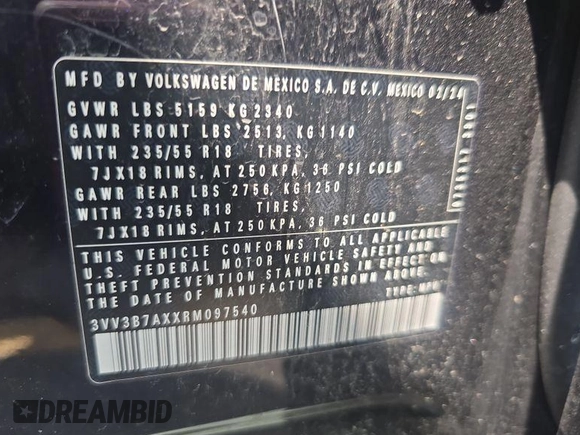 MFD BY VOLKSWAGEN DE MEXICO S.A. DE C.V. MEXICO 02/24
GVWR LBS 5159 KG 2340
GAWR FRONT LBS 2513, KG 1140
WITH 235/55 R18 TIRES,
7JX18 RIMS, AT 250 KPA, 36 PSI COLD
GAWR REAR LBS 2756, KG 1250
WITH 235/55 R18 TIRES,
7JX18 RIMS, AT 250 KPA, 36 PSI COLD
THIS VEHICLE CONFORMS TO ALL APPLICABLE
U.S. FEDERAL MOTOR VEHICLE SAFETY AND
THEFT PREVENTION STANDARDS IN EFFECT ON
THE DATE OF MANUFACTURE SHOWN ABOVE.
TYPE: MPV
3VV3B7AXXRM097540
DREAMBID